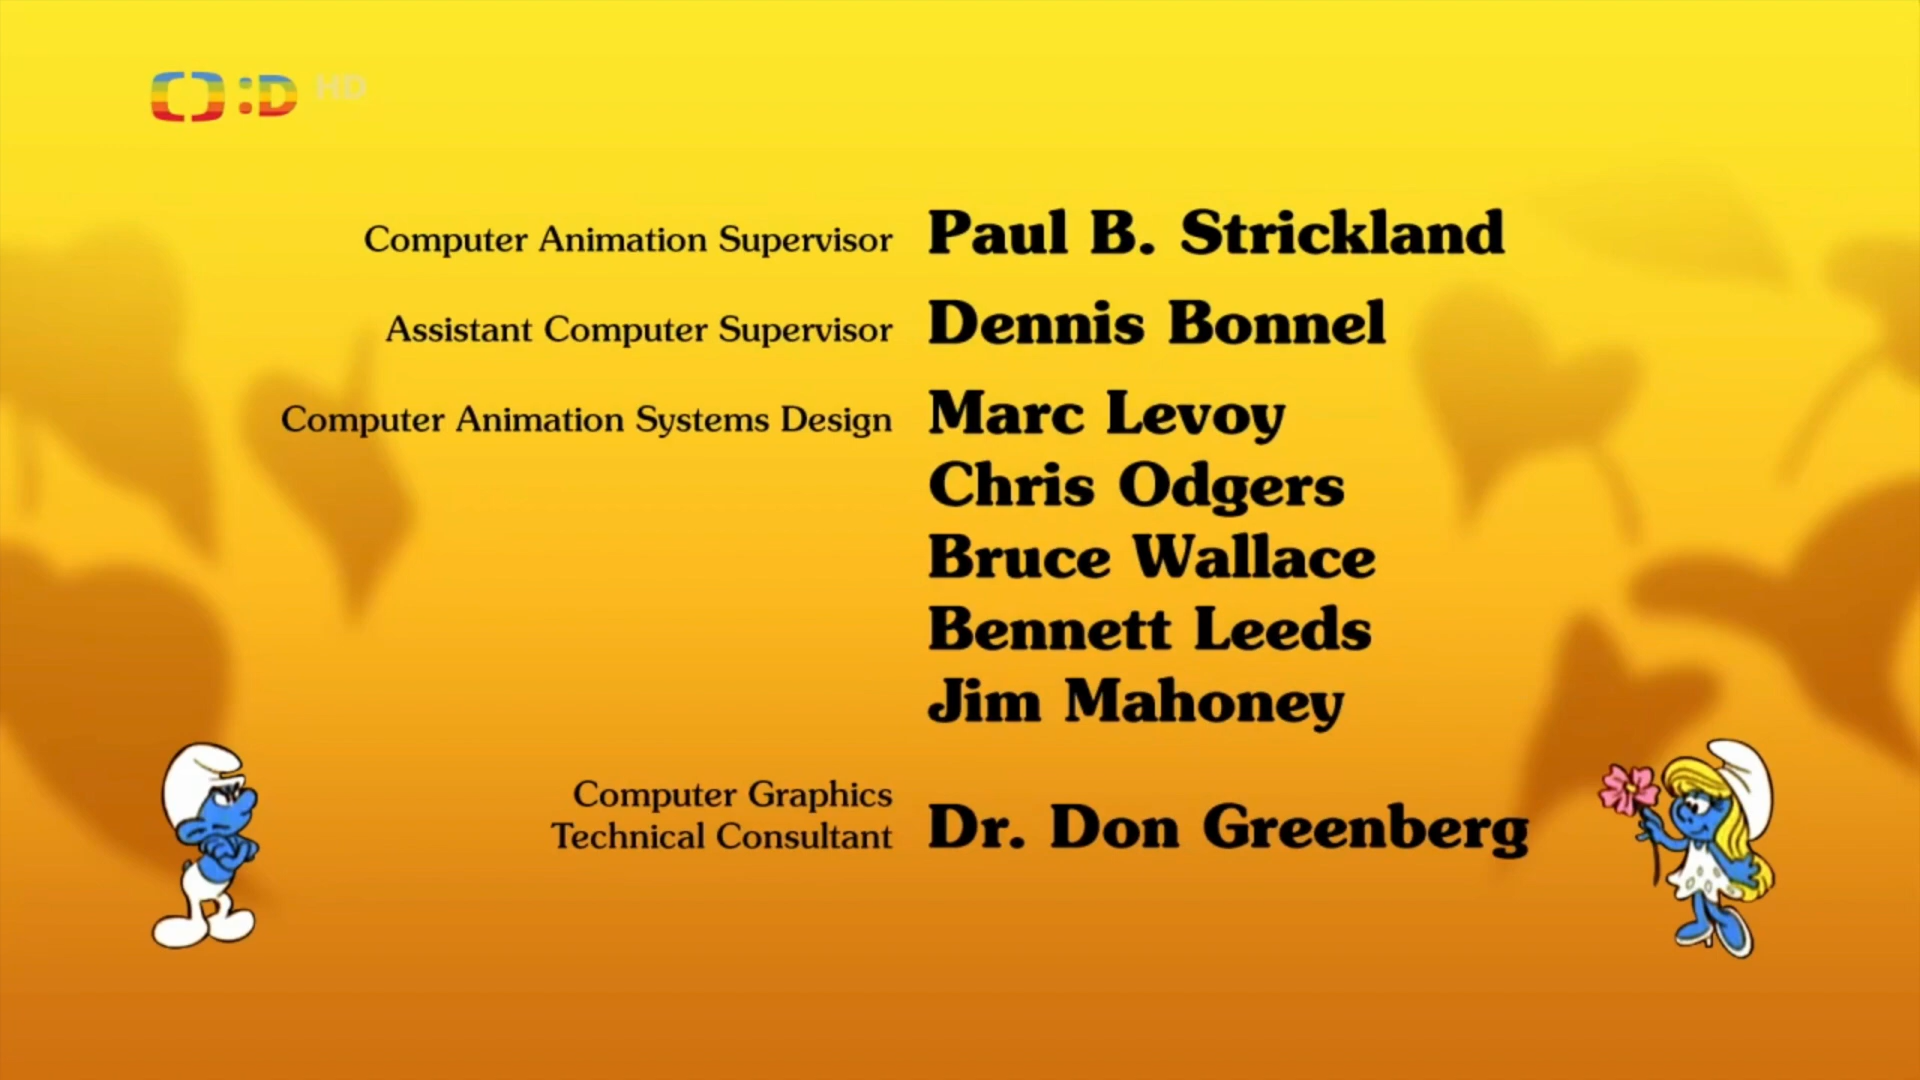 :D HD
Computer Animation Supervisor Paul B. Strickland
Assistant Computer Supervisor Dennis Bonnel
Computer Animation Systems Design Marc Levoy
Chris Odgers
Bruce Wallace
Bennett Leeds
Jim Mahoney
Computer Graphics
Technical Consultant Dr. Don Greenberg